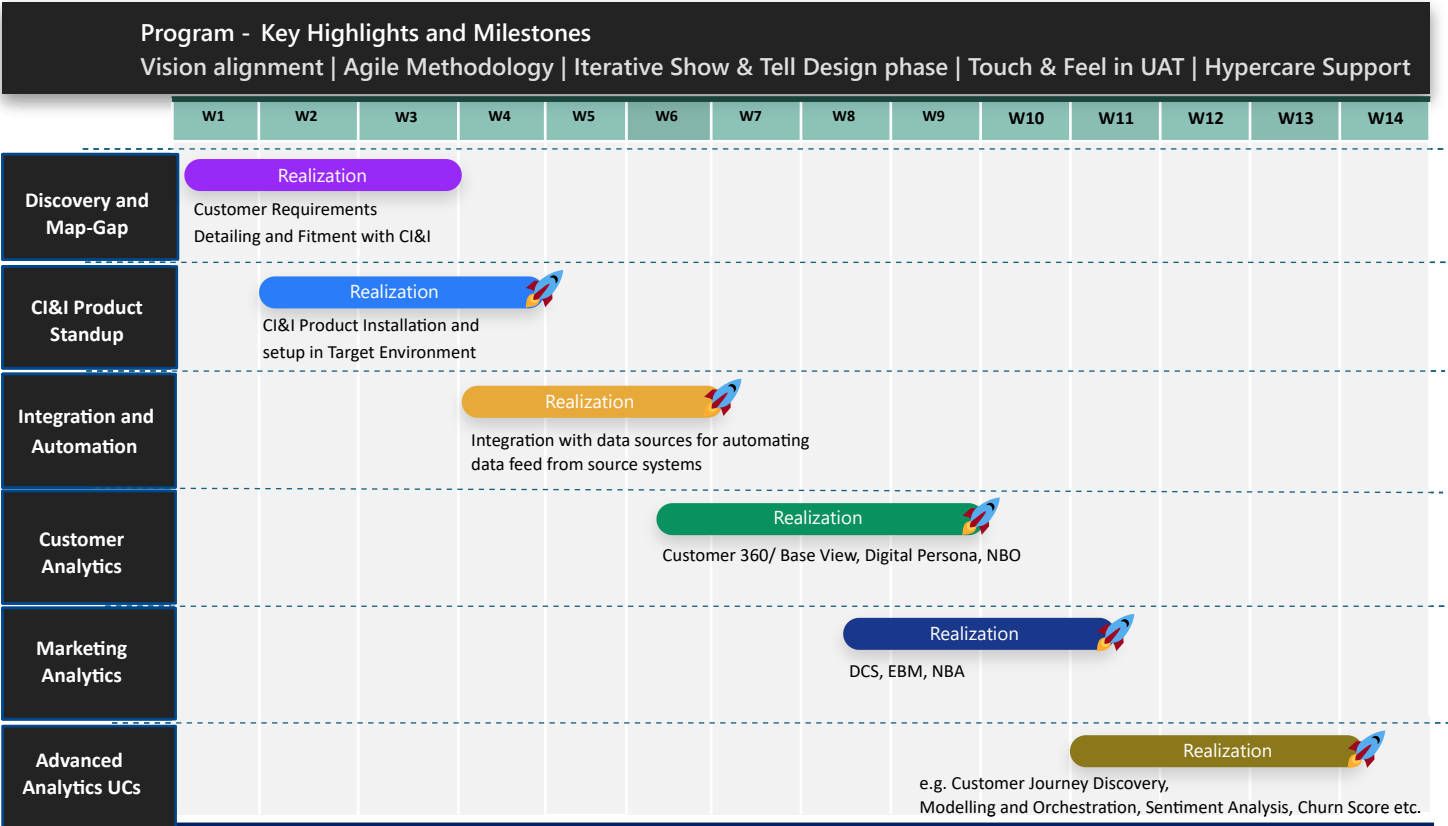 Program - Key Highlights and Milestones
Vision alignment | Agile Methodology | Iterative Show & Tell Design phase | Touch & Feel in UAT | Hypercare Support
W1 W2 W3 W4 W5 W6 W7 W8 W9 W10 W11 W12 W13 W14
Discovery and
Map-Gap
Realization
Customer Requirements
Detailing and Fitment with CI&I
CI&I Product
Standup
Realization
CI&I Product Installation and
setup in Target Environment
Integration and
Automation
Realization
Integration with data sources for automating
data feed from source systems
Customer
Analytics
Realization
Customer 360/ Base View, Digital Persona, NBO
Marketing
Analytics
Realization
DCS, EBM, NBA
Advanced
Analytics UCs
Realization
e.g. Customer Journey Discovery,
Modelling and Orchestration, Sentiment Analysis, Churn Score etc.